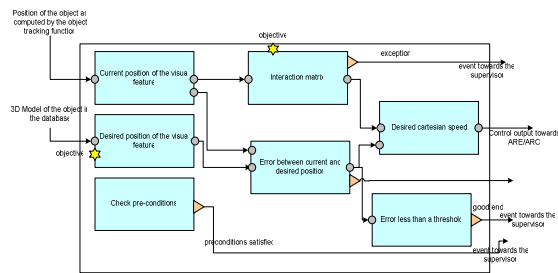 Position of the object as
computed by the object
tracking function
3D Model of the object in
the database
objective
Current position of the visua
feature
Desired position of the visua
feature
Check pre-conditions
objective
Interaction matrix
exception
event towards the
supervisor
Error between current and
desired position
Desired cartesian speed
Control output towards
ARE/ARC
Error less than a threshold
good end
event towards the
supervisor
preconditions satisfied
event towards the
supervisor